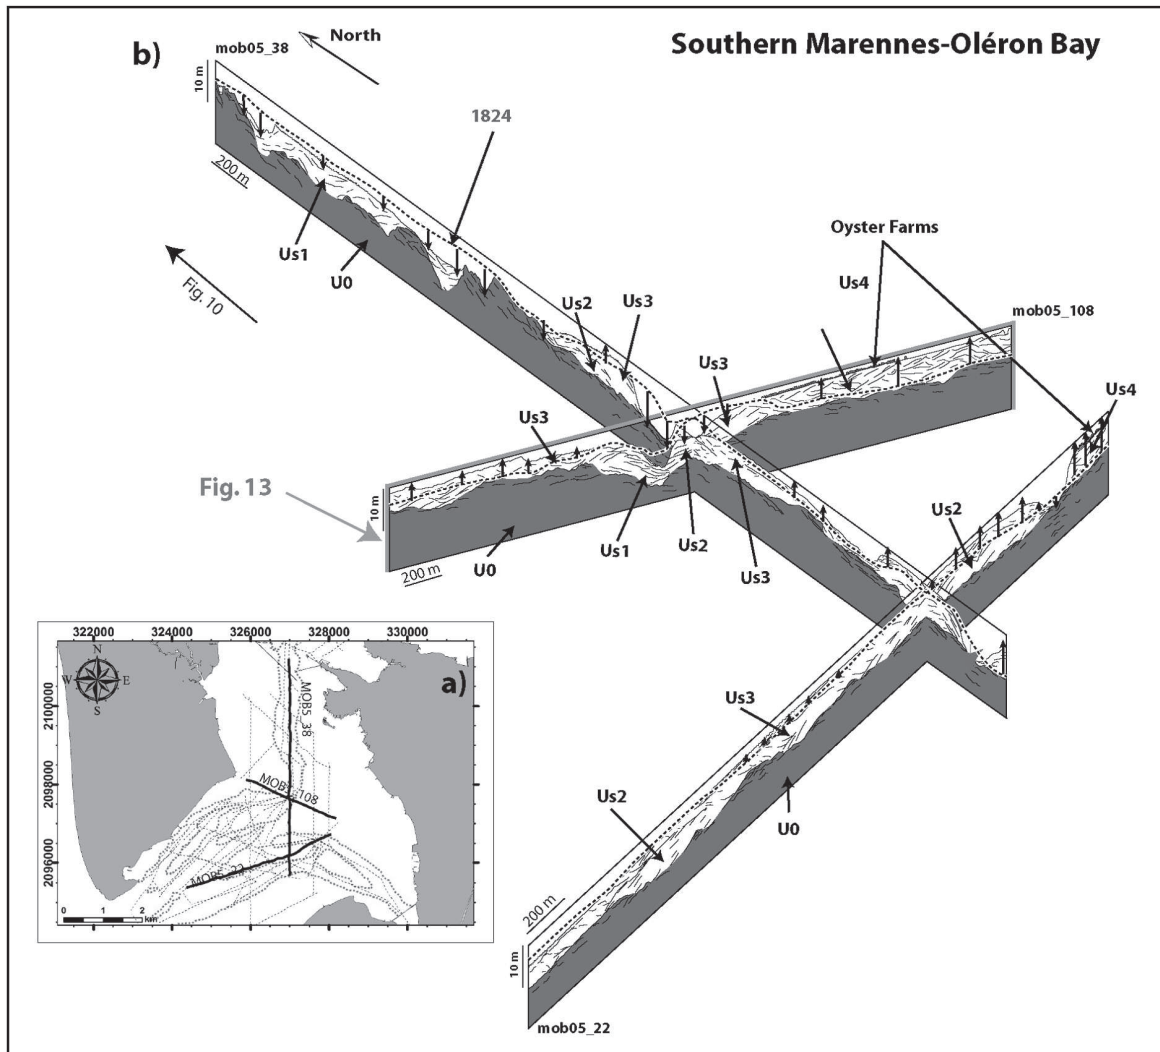 Southern Marennes-Oléron Bay
b)
North
mob05_38
10 m
1824
200 m
Us1
U0
Fig. 10
Oyster Farms
Us4
mob05_108
Us2
Us3
Us3
Us4
Us3
Fig. 13
10 m
Us2
U0
Us1
Us2
Us3
200 m
322000 324000 326000 328000 330000
N
W E
S
a)
2100000
2098000
2096000
MOB5_38
MOB5_108
MOB5_22
0 1 2
km
Us3
Us2
U0
200 m
10 m
mob05_22